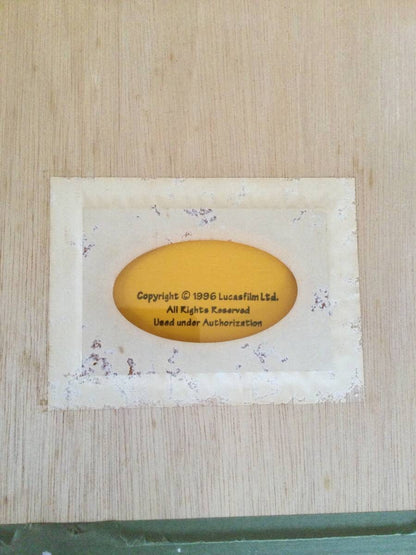 Copyright © 1996 Lucasfilm Ltd.
All Rights Reserved
Used under Authorization